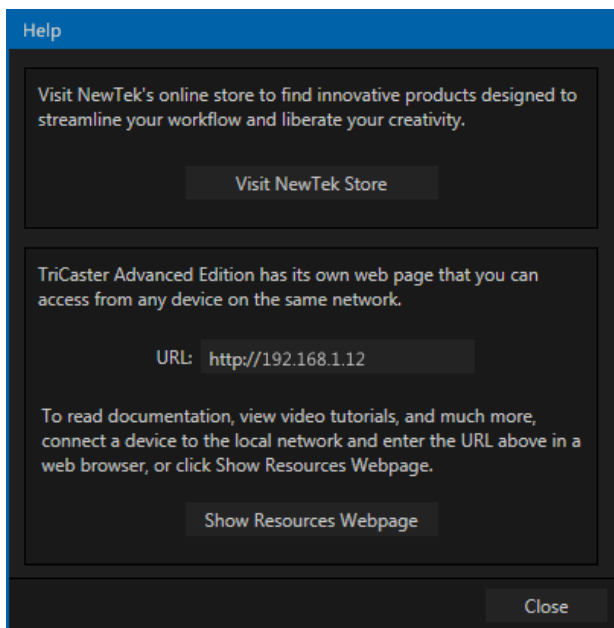 Help
Visit NewTek's online store to find innovative products designed to
streamline your workflow and liberate your creativity.
Visit NewTek Store
TriCaster Advanced Edition has its own web page that you can
access from any device on the same network.
URL: http://192.168.1.12
To read documentation, view video tutorials, and much more,
connect a device to the local network and enter the URL above in a
web browser, or click Show Resources Webpage.
Show Resources Webpage
Close